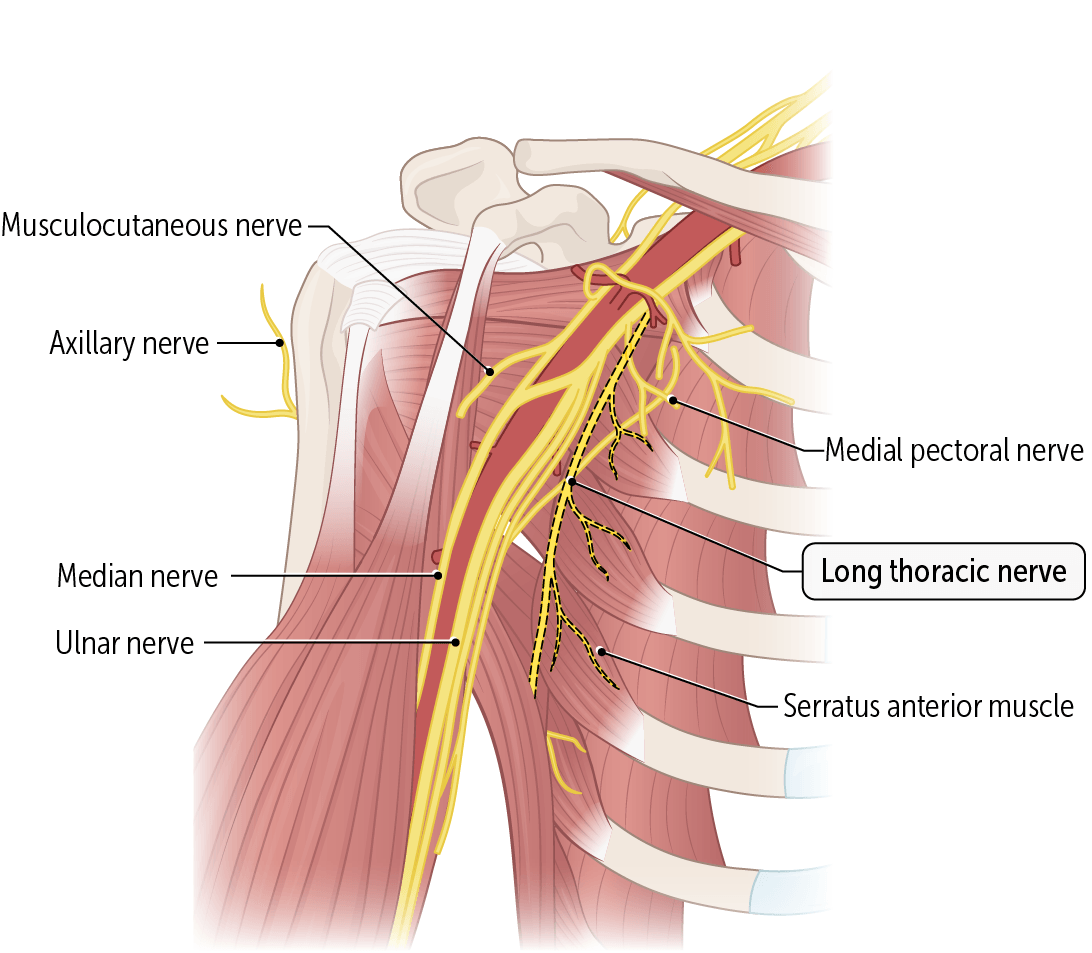 Musculocutaneous nerve
Axillary nerve
Medial pectoral nerve
Median nerve
Long thoracic nerve
Ulnar nerve
Serratus anterior muscle